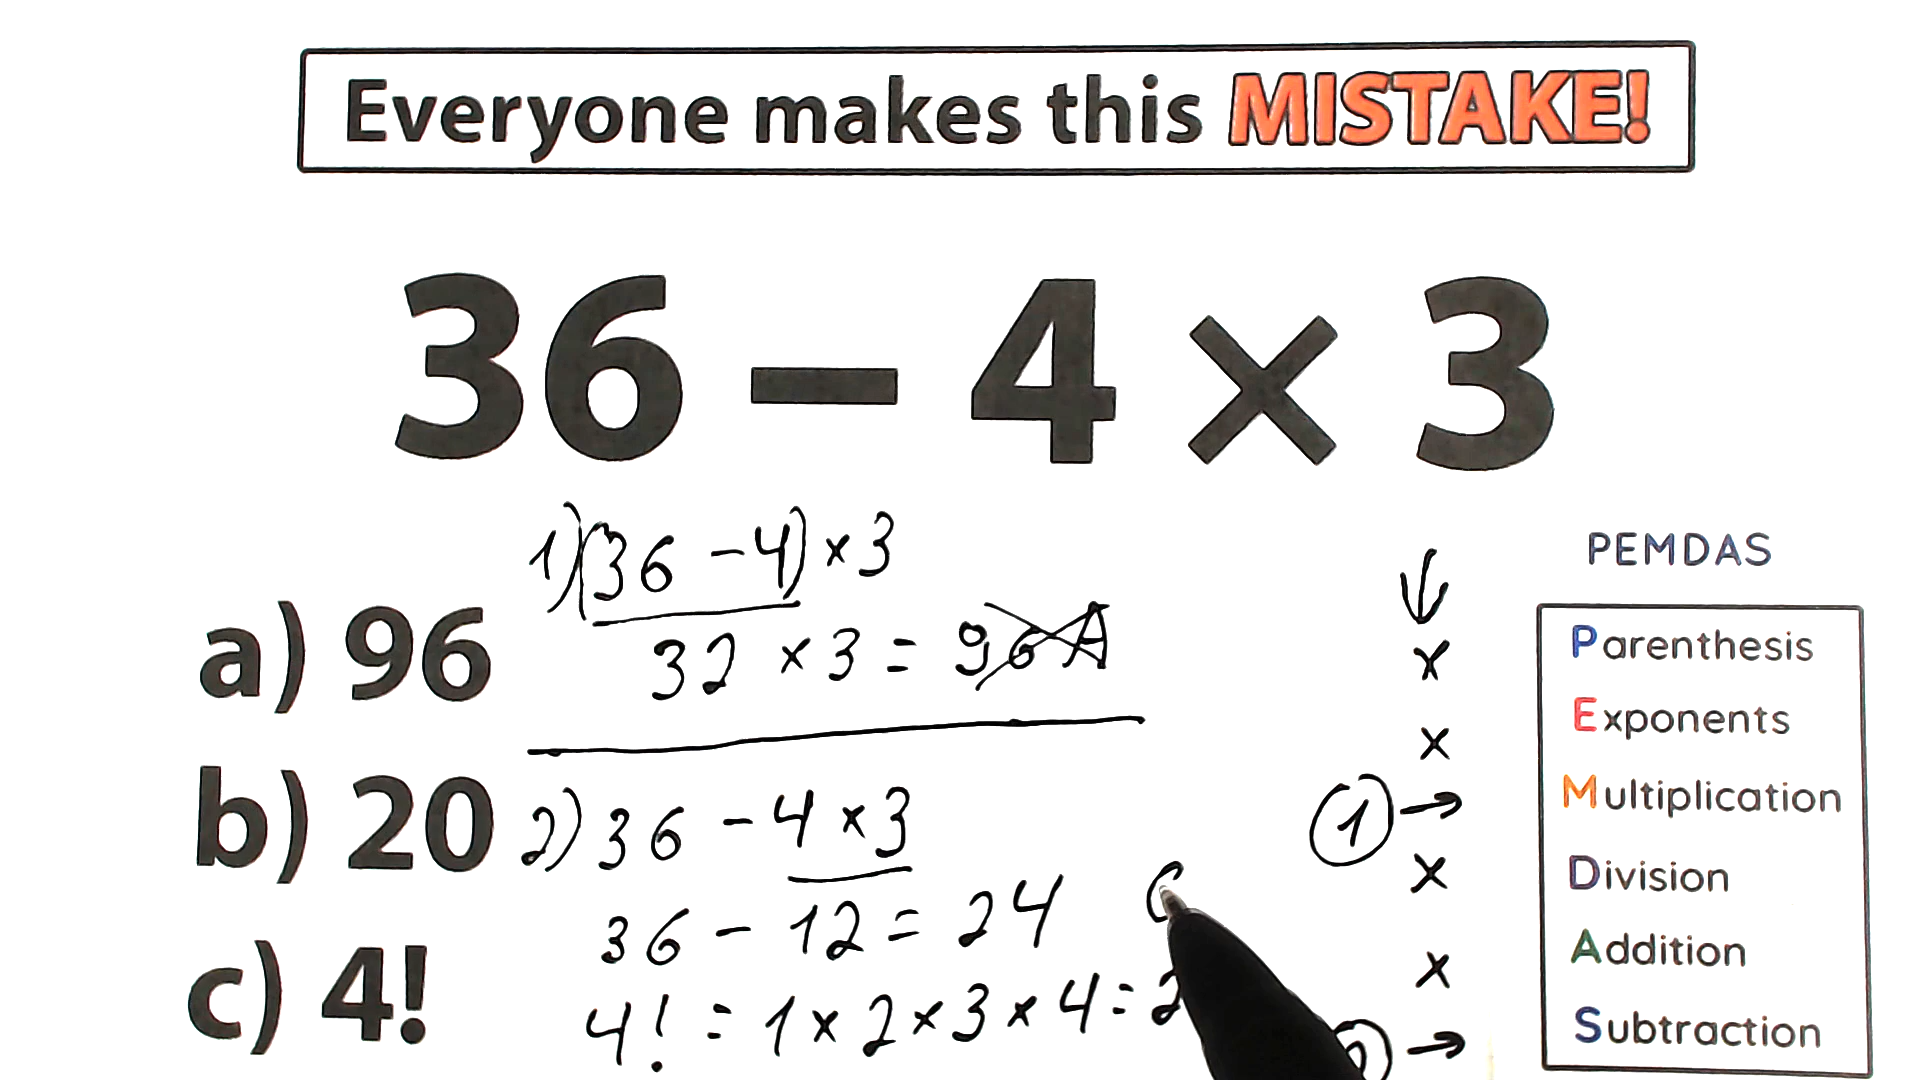 Everyone makes this MISTAKE!
36 – 4 × 3
a) 96
b) 20
c) 4!
1) (36 – 4) × 3
32 × 3 = 96 A
2) 36 – 4 × 3
36 – 12 = 24
4! = 1 × 2 × 3 × 4 = 2
PEMDAS
x Parenthesis
x Exponents
1 → Multiplication
x Division
x Addition
→ Subtraction